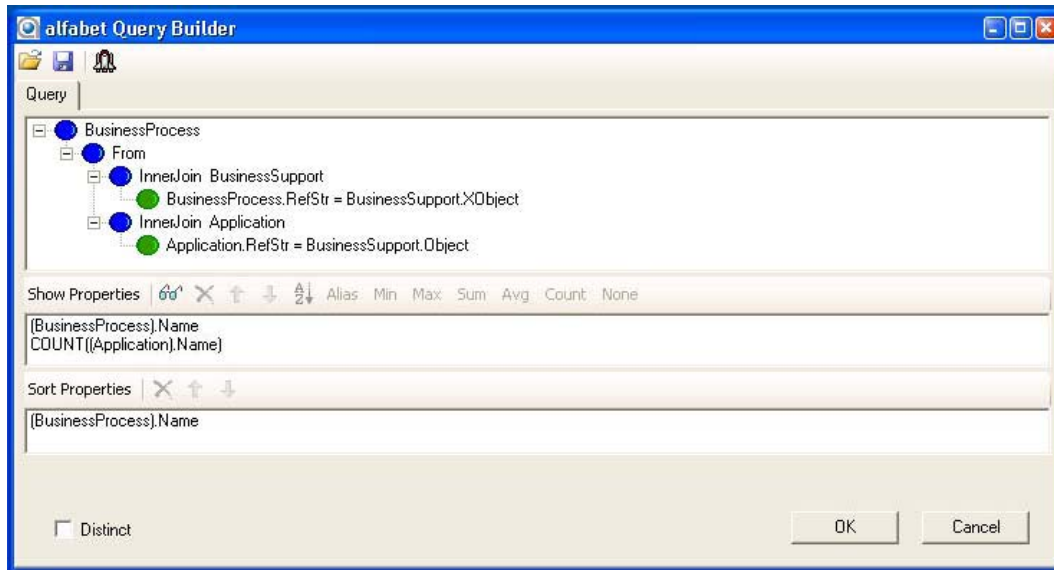 alfabet Query Builder
Query
BusinessProcess
From
InnerJoin BusinessSupport
BusinessProcess.RefStr = BusinessSupport.XObject
InnerJoin Application
Application.RefStr = BusinessSupport.Object
Show Properties Alias Min Max Sum Avg Count None
(BusinessProcess).Name
COUNT((Application).Name)
Sort Properties
(BusinessProcess).Name
Distinct OK Cancel